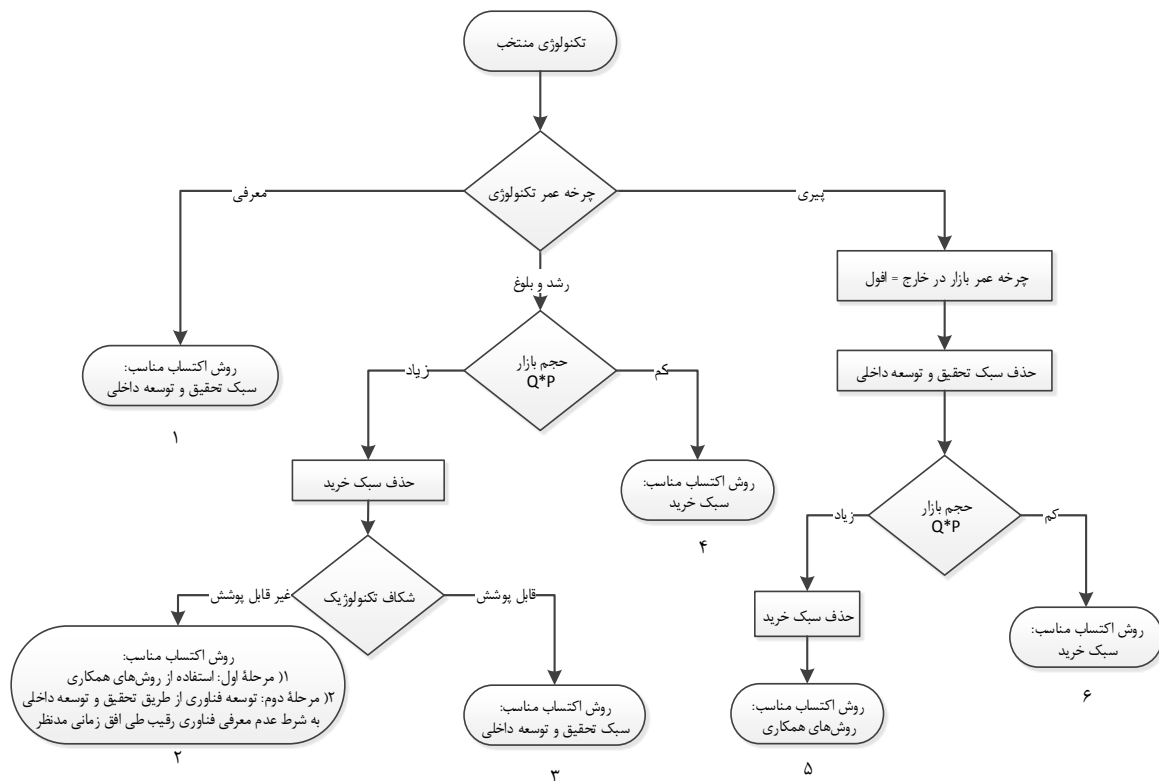 تکنولوژی منتخب
چرخه عمر تکنولوژی
معرفی
پیری
رشد و بلوغ
چرخه عمر بازار در خارج = افول
روش اکتساب مناسب:
سبک تحقیق و توسعه داخلی
۱
حجم بازار
Q*P
زیاد
کم
حذف سبک تحقیق و توسعه داخلی
حذف سبک خرید
روش اکتساب مناسب:
سبک خرید
۴
حجم بازار
Q*P
زیاد
کم
شکاف تکنولوژیک
غیر قابل پوشش
قابل پوشش
حذف سبک خرید
روش اکتساب مناسب:
سبک خرید
۶
روش اکتساب مناسب:
۱( مرحلهٔ اول: استفاده از روش‌های همکاری
۲( مرحلهٔ دوم: توسعه فناوری از طریق تحقیق و توسعه داخلی
به شرط عدم معرفی فناوری رقیب طی افق زمانی مدنظر
۲
روش اکتساب مناسب:
سبک تحقیق و توسعه داخلی
۳
روش اکتساب مناسب:
روش‌های همکاری
۵